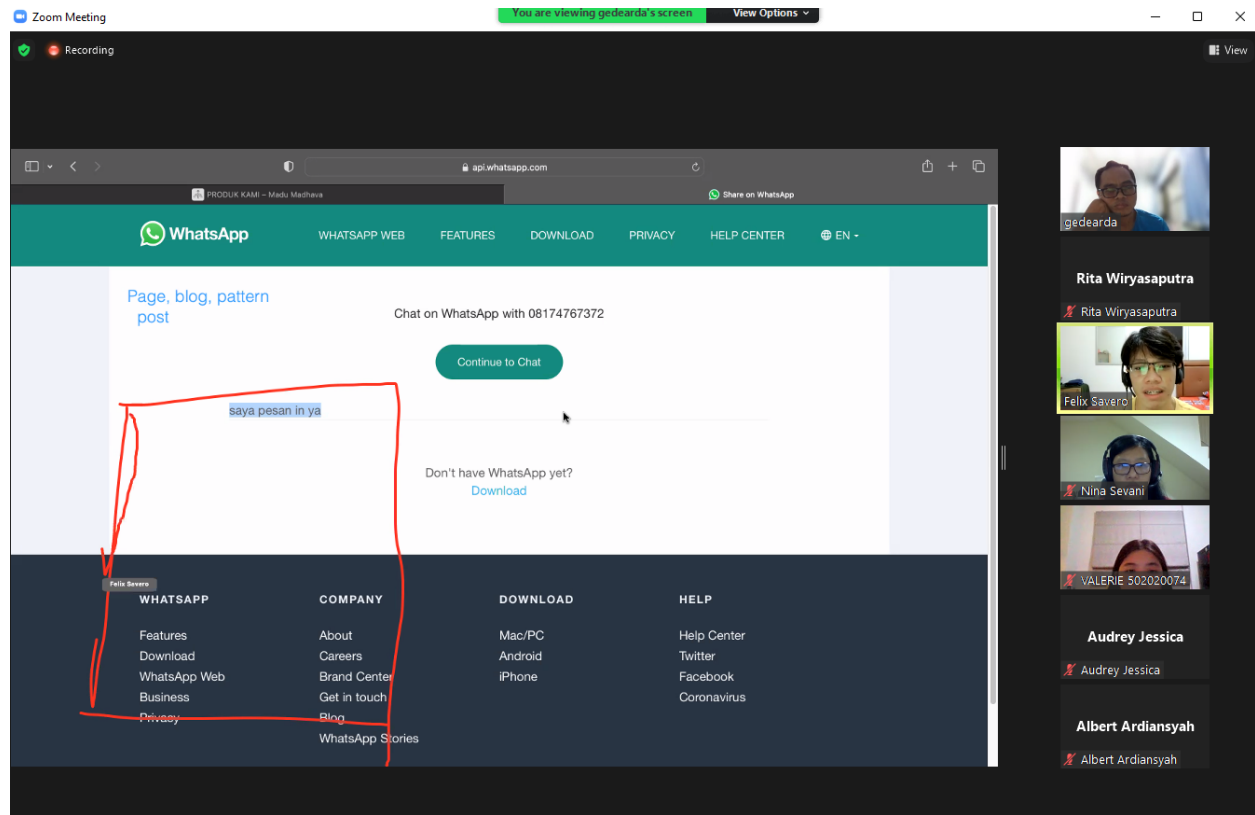 Zoom Meeting
You are viewing gedearda's screen
View Options
Recording
View
api.whatsapp.com
PRODUK KAMI – Madu Madhava
Share on WhatsApp
WhatsApp
WHATSAPP WEB
FEATURES
DOWNLOAD
PRIVACY
HELP CENTER
EN
Page, blog, pattern
post
Chat on WhatsApp with 08174767372
Continue to Chat
saya pesan in ya
Don't have WhatsApp yet?
Download
Felix Savero
WHATSAPP
Features
Download
WhatsApp Web
Business
Privacy
COMPANY
About
Careers
Brand Center
Get in touch
Blog
WhatsApp Stories
DOWNLOAD
Mac/PC
Android
iPhone
HELP
Help Center
Twitter
Facebook
Coronavirus
gedearda
Rita Wiryasaputra
Rita Wiryasaputra
Felix Savero
Nina Sevani
VALERIE 502020074
Audrey Jessica
Audrey Jessica
Albert Ardiansyah
Albert Ardiansyah